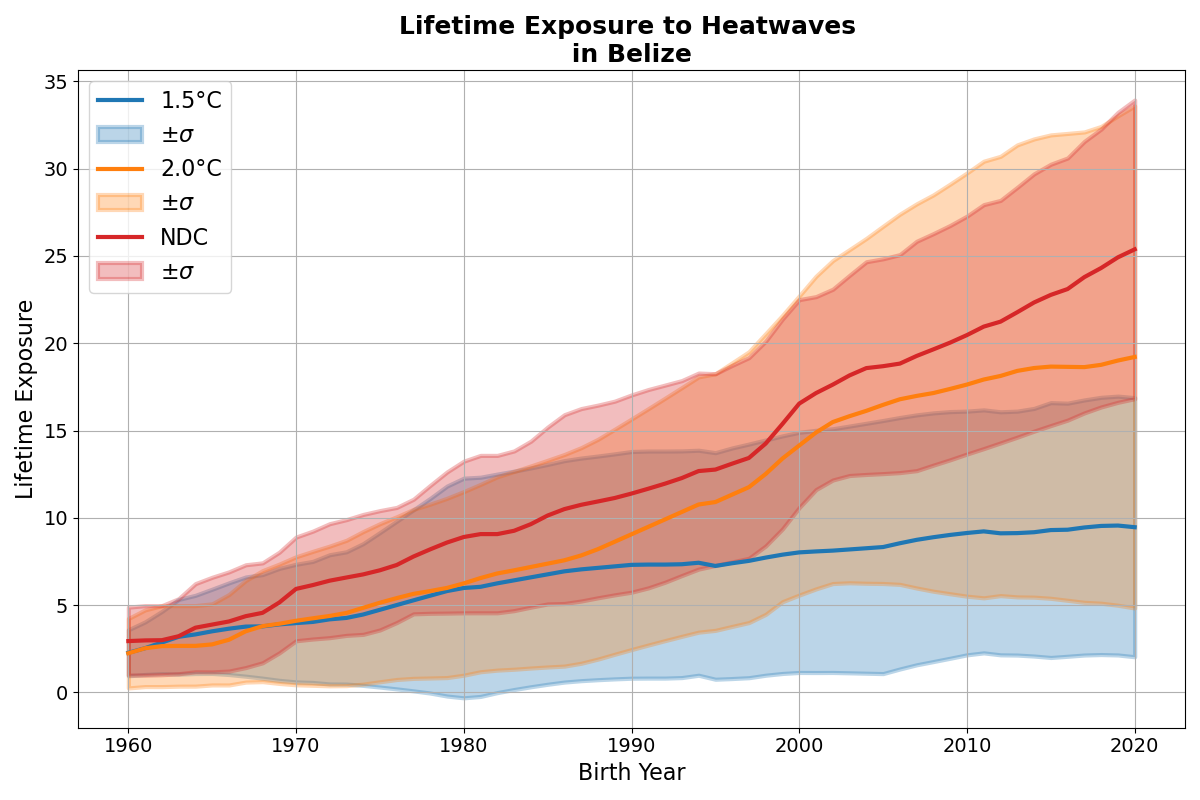 Lifetime Exposure to Heatwaves
in Belize
35
30
25
20
15
10
5
0
Lifetime Exposure
1.5°C
±σ
2.0°C
±σ
NDC
±σ
1960
1970
1980
1990
2000
2010
2020
Birth Year